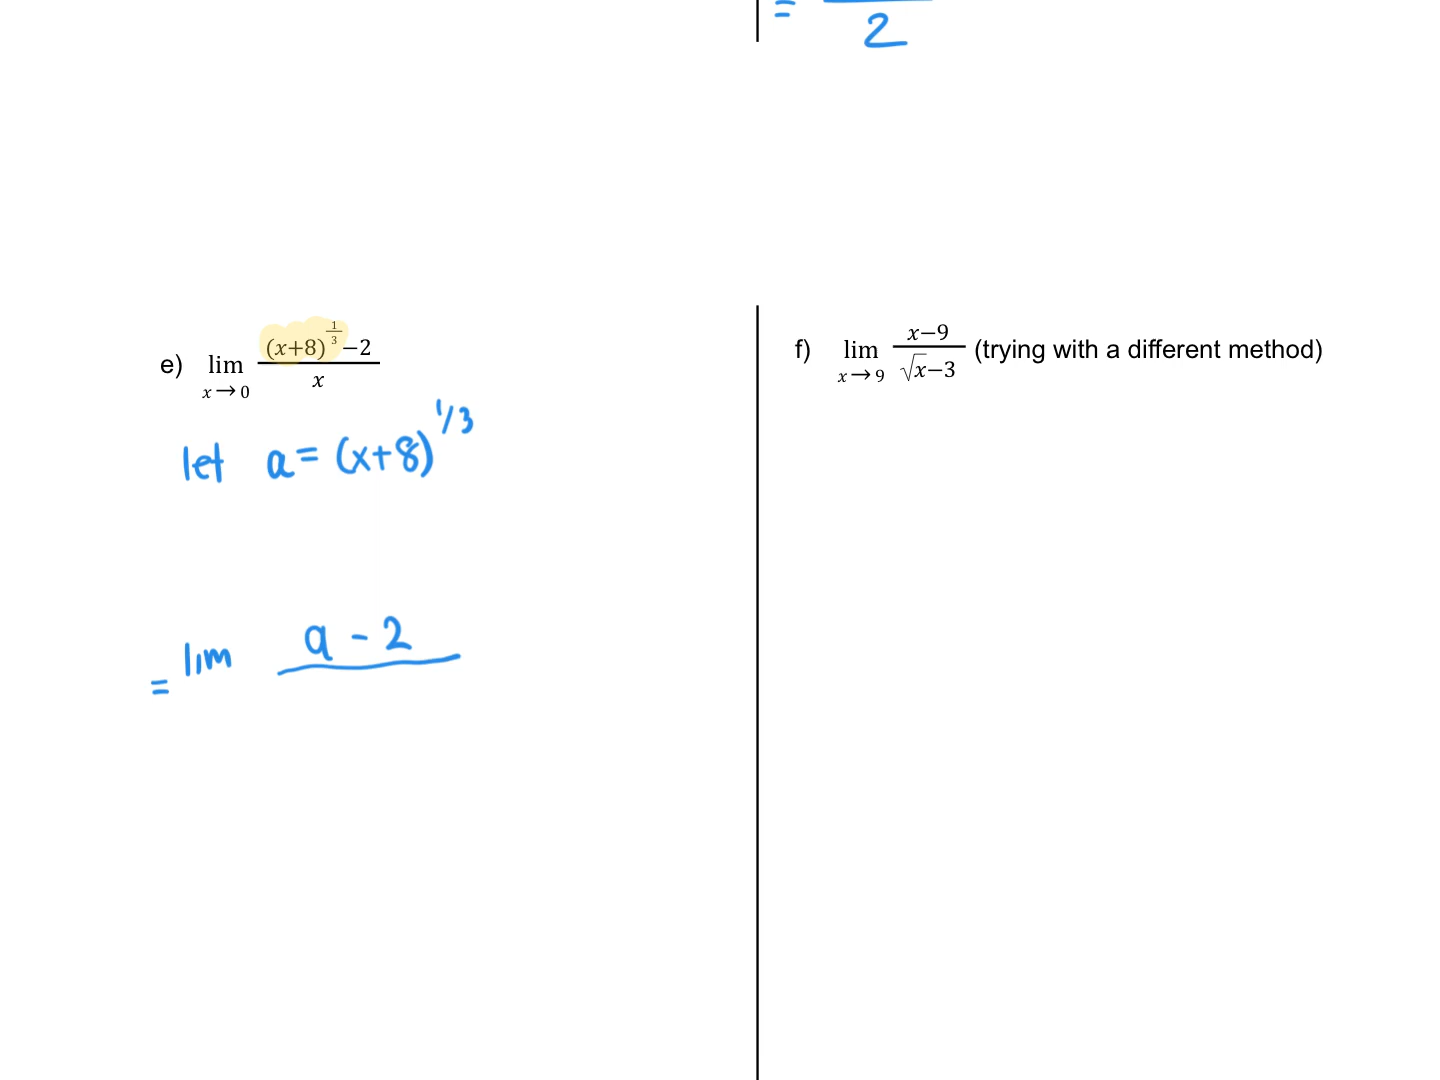 = 2
e) lim x→0 (x+8)^(1/3) −2 / x
let a = (x+8)^1/3
= lim a - 2
f) lim x→9 x−9 / √x−3 (trying with a different method)